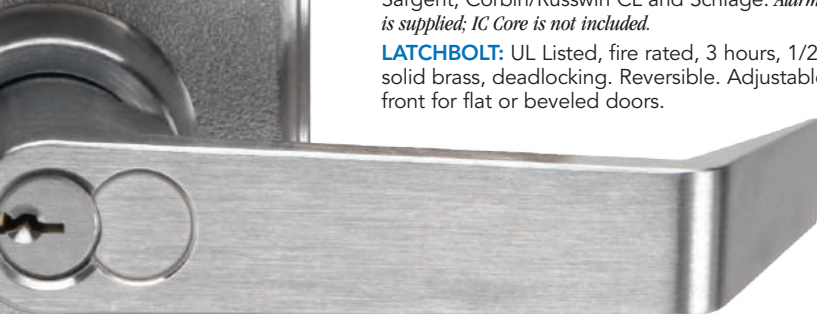 Sargent, Corbin/Russwin CL and Schlage. Alarm
is supplied; IC Core is not included.
LATCHBOLT: UL Listed, fire rated, 3 hours, 1/2
solid brass, deadlocking. Reversible. Adjustable
front for flat or beveled doors.